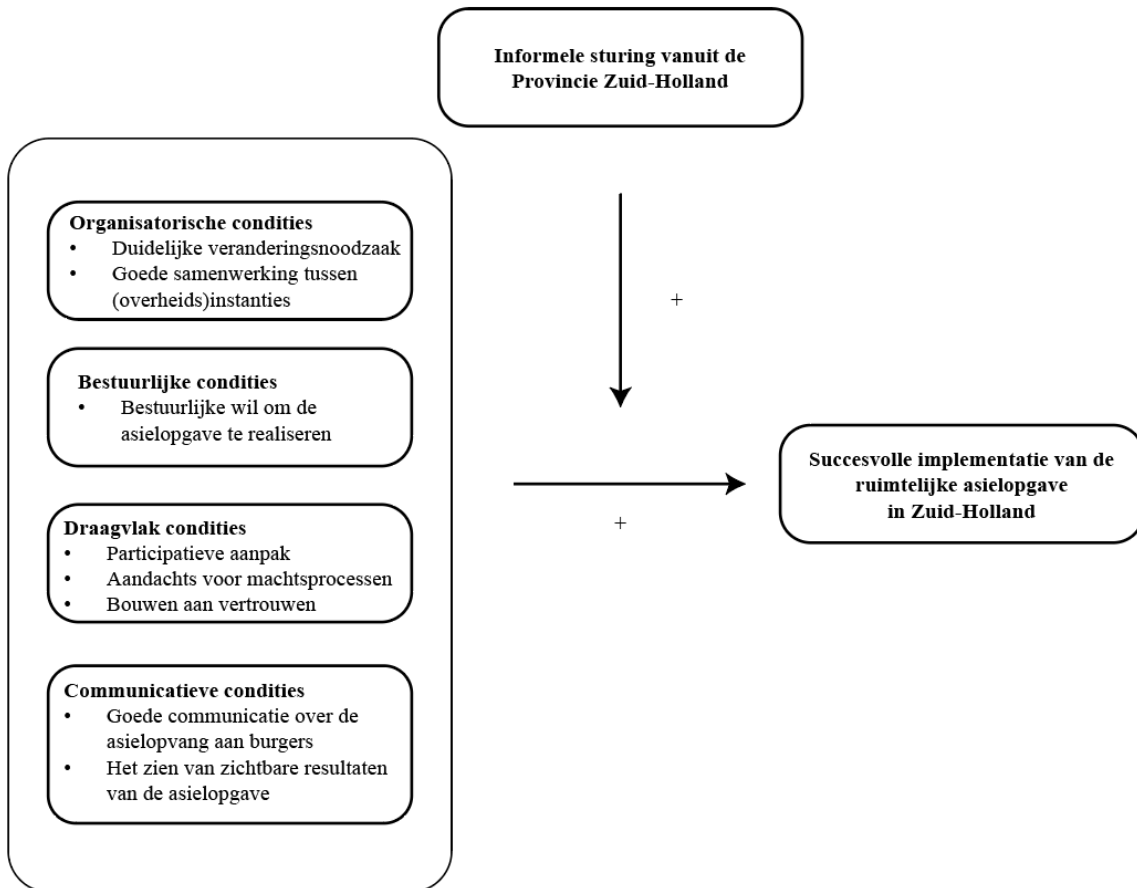 Informele sturing vanuit de
Provincie Zuid-Holland
Organisatorische condities
• Duidelijke veranderingsnoodzaak
• Goede samenwerking tussen
(overheids)instanties
Bestuurlijke condities
• Bestuurlijke wil om de
asielopgave te realiseren
Draagvlak condities
• Participatieve aanpak
• Aandachts voor machtsprocessen
• Bouwen aan vertrouwen
Communicatieve condities
• Goede communicatie over de
asielopvang aan burgers
• Het zien van zichtbare resultaten
van de asielopgave
+
+
Succesvolle implementatie van de
ruimtelijke asielopgave
in Zuid-Holland